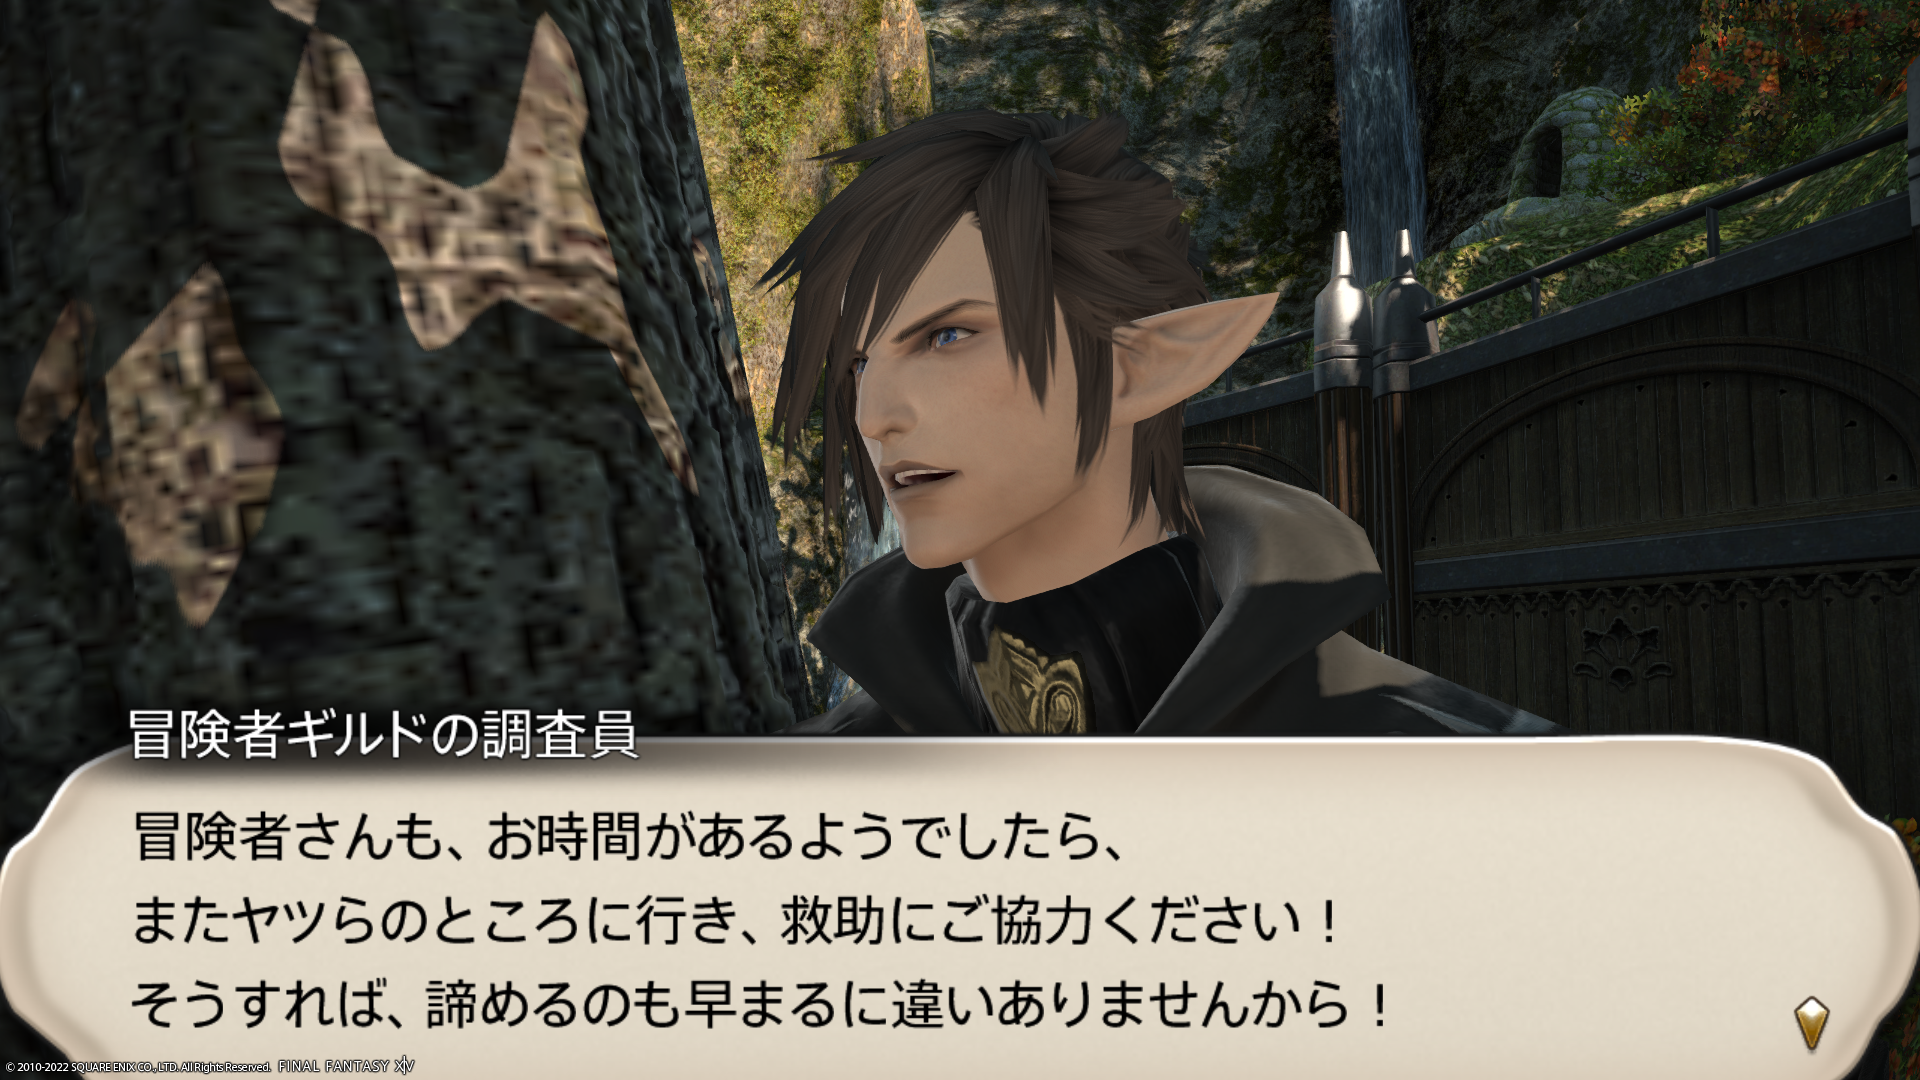 冒険者ギルドの調査員
冒険者さんも、お時間があるようでしたら、
またヤツらのところに行き、救助にご協力ください！
そうすれば、諦めるのも早まるに違いありませんから！
© 2010-2022 SQUARE ENIX CO., LTD. All Rights Reserved. FINAL FANTASY XIV